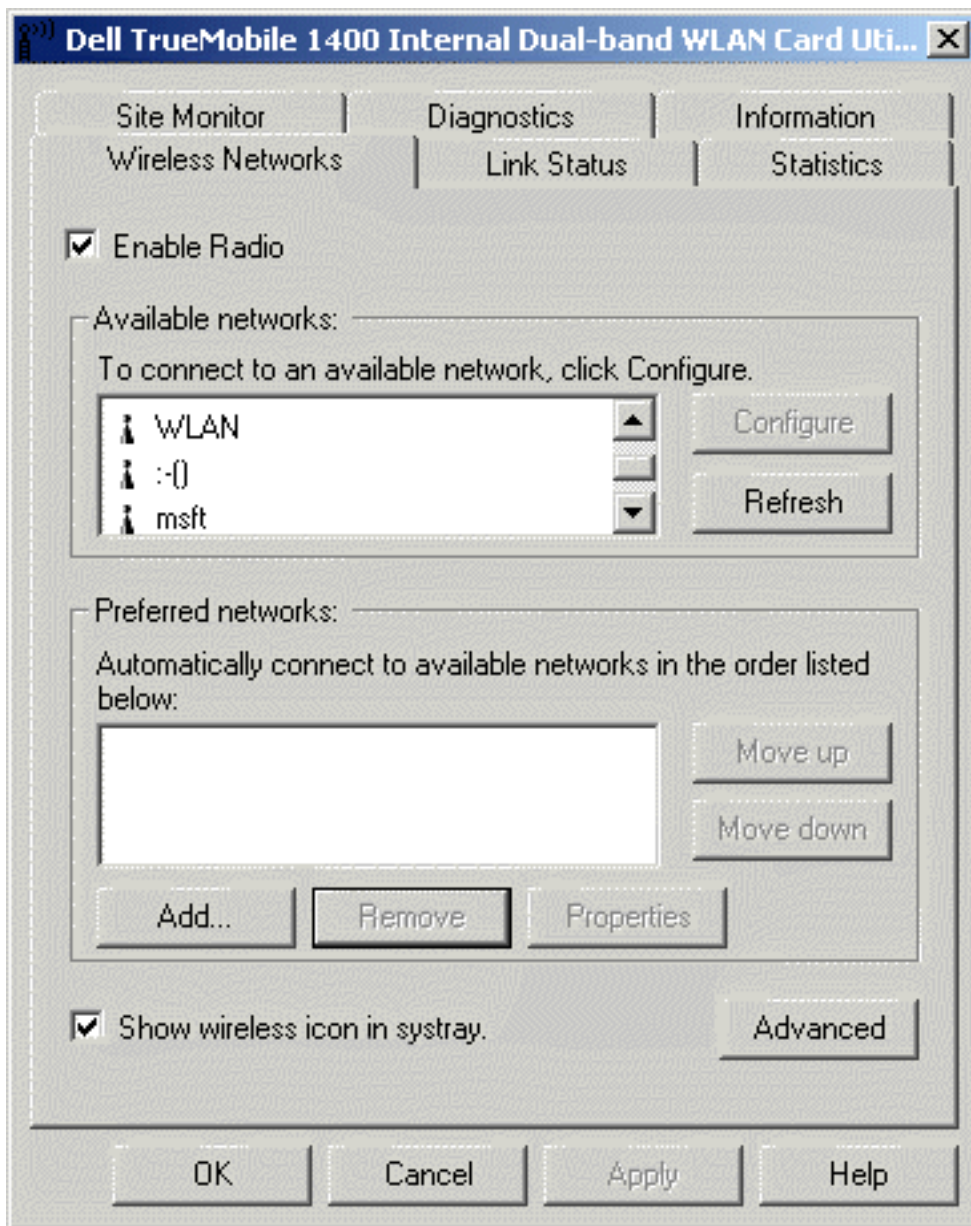 Dell TrueMobile 1400 Internal Dual-band WLAN Card Uti...
Site Monitor Diagnostics Information
Wireless Networks Link Status Statistics
Enable Radio
Available networks:
To connect to an available network, click Configure.
WLAN
:-()
msft
Configure
Refresh
Preferred networks:
Automatically connect to available networks in the order listed
below:
Move up
Move down
Add... Remove Properties
Show wireless icon in systray.
Advanced
OK Cancel Apply Help